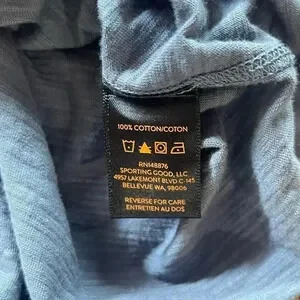 100% COTTON/COTON
RN148876
SPORTING GOOD, LLC
4957 LAKEMONT BLVD C-145
BELLEVUE WA, 98006
REVERSE FOR CARE
ENTRETIEN AU DOS